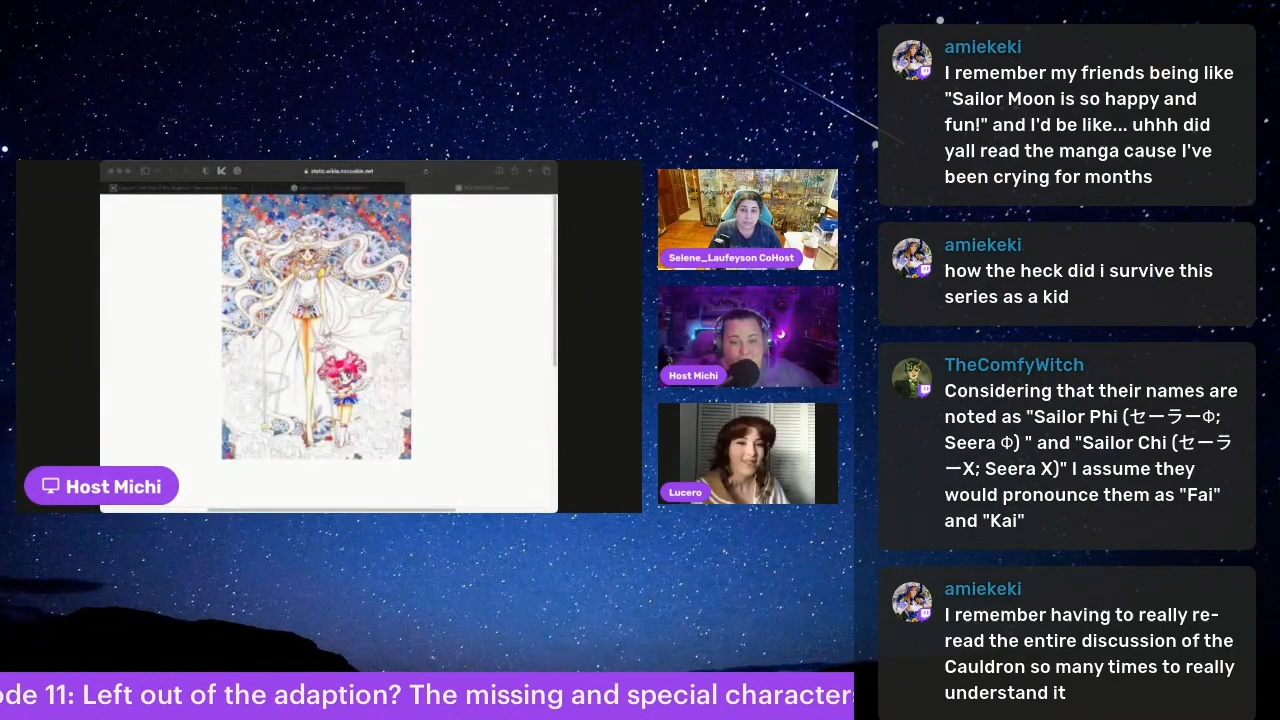 static.wikia.nocookie.net
Host Michi
Selene_Laufeyson CoHost
Host Michi
Lucero
ode 11: Left out of the adaption? The missing and special character
amiekeki
I remember my friends being like
"Sailor Moon is so happy and
fun!" and I'd be like... uhhh did
yall read the manga cause I've
been crying for months
amiekeki
how the heck did i survive this
series as a kid
TheComfyWitch
Considering that their names are
noted as "Sailor Phi (セーラーΦ;
Seera Φ) " and "Sailor Chi (セーラ
ーX; Seera X)" I assume they
would pronounce them as "Fai"
and "Kai"
amiekeki
I remember having to really re-
read the entire discussion of the
Cauldron so many times to really
understand it